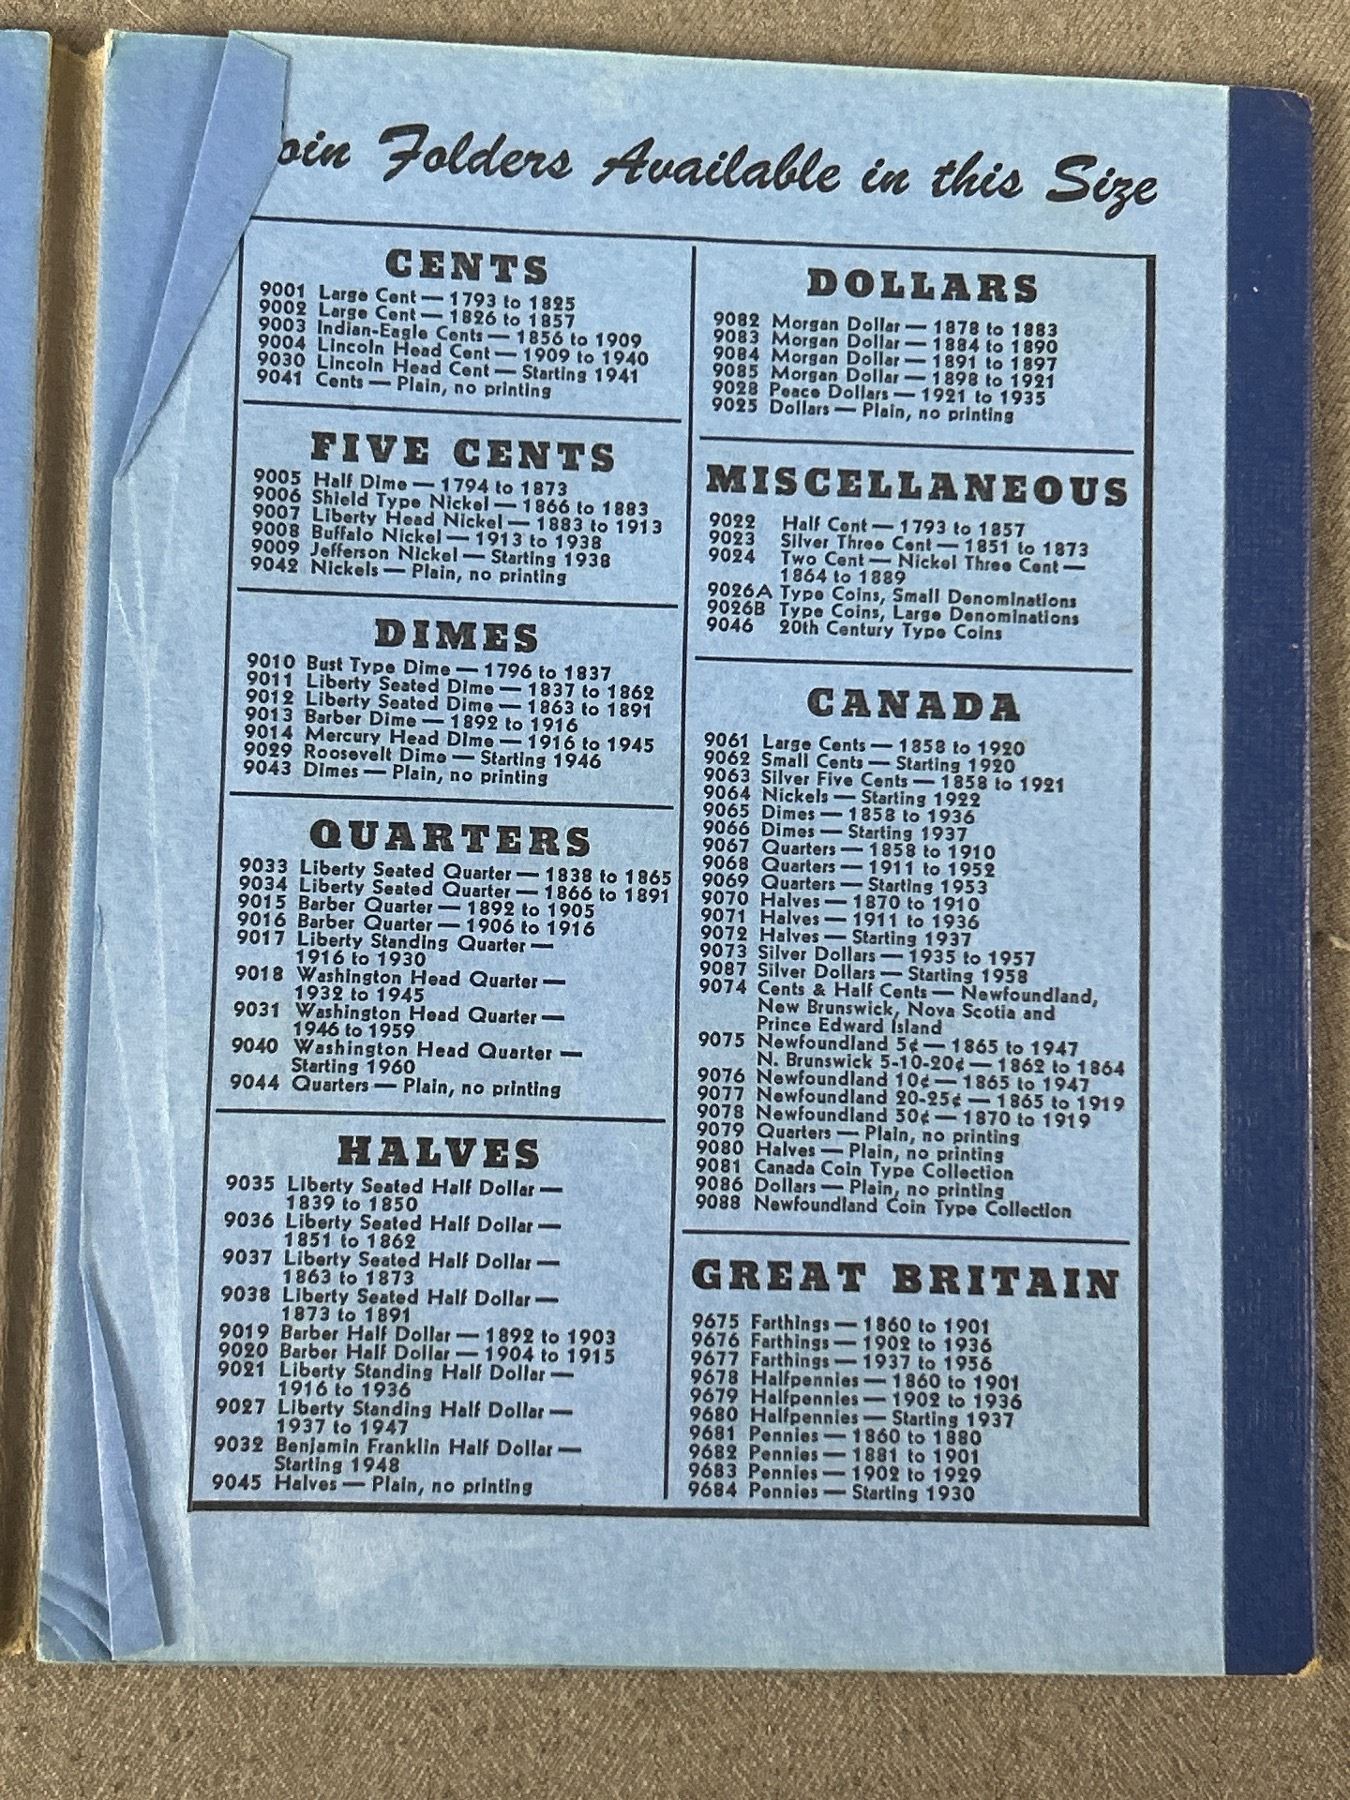 oin Folders Available in this Size
CENTS
9001 Large Cent — 1793 to 1825
9002 Large Cent — 1826 to 1857
9003 Indian-Eagle Cents — 1856 to 1909
9004 Lincoln Head Cent — 1909 to 1940
9030 Lincoln Head Cent — Starting 1941
9041 Cents — Plain, no printing
FIVE CENTS
9005 Half Dime — 1794 to 1873
9006 Shield Type Nickel — 1866 to 1883
9007 Liberty Head Nickel — 1883 to 1913
9008 Buffalo Nickel — 1913 to 1938
9009 Jefferson Nickel — Starting 1938
9042 Nickels — Plain, no printing
DIMES
9010 Bust Type Dime — 1796 to 1837
9011 Liberty Seated Dime — 1837 to 1862
9012 Liberty Seated Dime — 1863 to 1891
9013 Barber Dime — 1892 to 1916
9014 Mercury Head Dime — 1916 to 1945
9029 Roosevelt Dime — Starting 1946
9043 Dimes — Plain, no printing
QUARTERS
9033 Liberty Seated Quarter — 1838 to 1865
9034 Liberty Seated Quarter — 1866 to 1891
9015 Barber Quarter — 1892 to 1905
9016 Barber Quarter — 1906 to 1916
9017 Liberty Standing Quarter —
1916 to 1930
9018 Washington Head Quarter —
1932 to 1945
9031 Washington Head Quarter —
1946 to 1959
9040 Washington Head Quarter —
Starting 1960
9044 Quarters — Plain, no printing
HALVES
9035 Liberty Seated Half Dollar —
1839 to 1850
9036 Liberty Seated Half Dollar —
1851 to 1862
9037 Liberty Seated Half Dollar —
1863 to 1873
9038 Liberty Seated Half Dollar —
1873 to 1891
9019 Barber Half Dollar — 1892 to 1903
9020 Barber Half Dollar — 1904 to 1915
9021 Liberty Standing Half Dollar —
1916 to 1936
9027 Liberty Standing Half Dollar —
1937 to 1947
9032 Benjamin Franklin Half Dollar —
Starting 1948
9045 Halves — Plain, no printing
DOLLARS
9082 Morgan Dollar — 1878 to 1883
9083 Morgan Dollar — 1884 to 1890
9084 Morgan Dollar — 1891 to 1897
9085 Morgan Dollar — 1898 to 1921
9028 Peace Dollars — 1921 to 1935
9025 Dollars — Plain, no printing
MISCELLANEOUS
9022 Half Cent — 1793 to 1857
9023 Silver Three Cent — 1851 to 1873
9024 Two Cent — Nickel Three Cent —
1864 to 1889
9026A Type Coins, Small Denominations
9026B Type Coins, Large Denominations
9046 20th Century Type Coins
CANADA
9061 Large Cents — 1858 to 1920
9062 Small Cents — Starting 1920
9063 Silver Five Cents — 1858 to 1921
9064 Nickels — Starting 1922
9065 Dimes — 1858 to 1936
9066 Dimes — Starting 1937
9067 Quarters — 1858 to 1910
9068 Quarters — 1911 to 1952
9069 Quarters — Starting 1953
9070 Halves — 1870 to 1910
9071 Halves — 1911 to 1936
9072 Halves — Starting 1937
9073 Silver Dollars — 1935 to 1957
9087 Silver Dollars — Starting 1958
9074 Cents & Half Cents — Newfoundland,
New Brunswick, Nova Scotia and
Prince Edward Island
9075 Newfoundland 5¢ — 1865 to 1947
N. Brunswick 5-10-20¢ — 1862 to 1864
9076 Newfoundland 10¢ — 1865 to 1947
9077 Newfoundland 20-25¢ — 1865 to 1919
9078 Newfoundland 50¢ — 1870 to 1919
9079 Quarters — Plain, no printing
9080 Halves — Plain, no printing
9081 Canada Coin Type Collection
9086 Dollars — Plain, no printing
9088 Newfoundland Coin Type Collection
GREAT BRITAIN
9675 Farthings — 1860 to 1901
9676 Farthings — 1902 to 1936
9677 Farthings — 1937 to 1956
9678 Halfpennies — 1860 to 1901
9679 Halfpennies — 1902 to 1936
9680 Halfpennies — Starting 1937
9681 Pennies — 1860 to 1880
9682 Pennies — 1881 to 1901
9683 Pennies — 1902 to 1929
9684 Pennies — Starting 1930